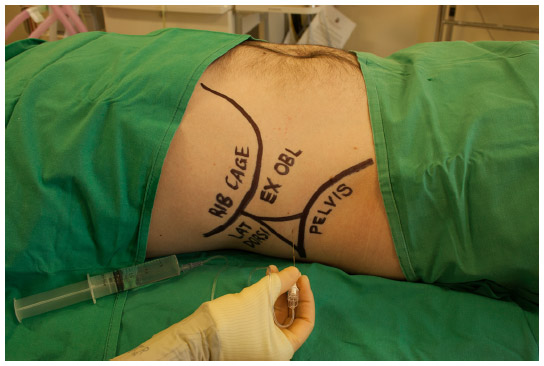 RIB CAGE
EX OBL
LAT
DORSI
PELVIS